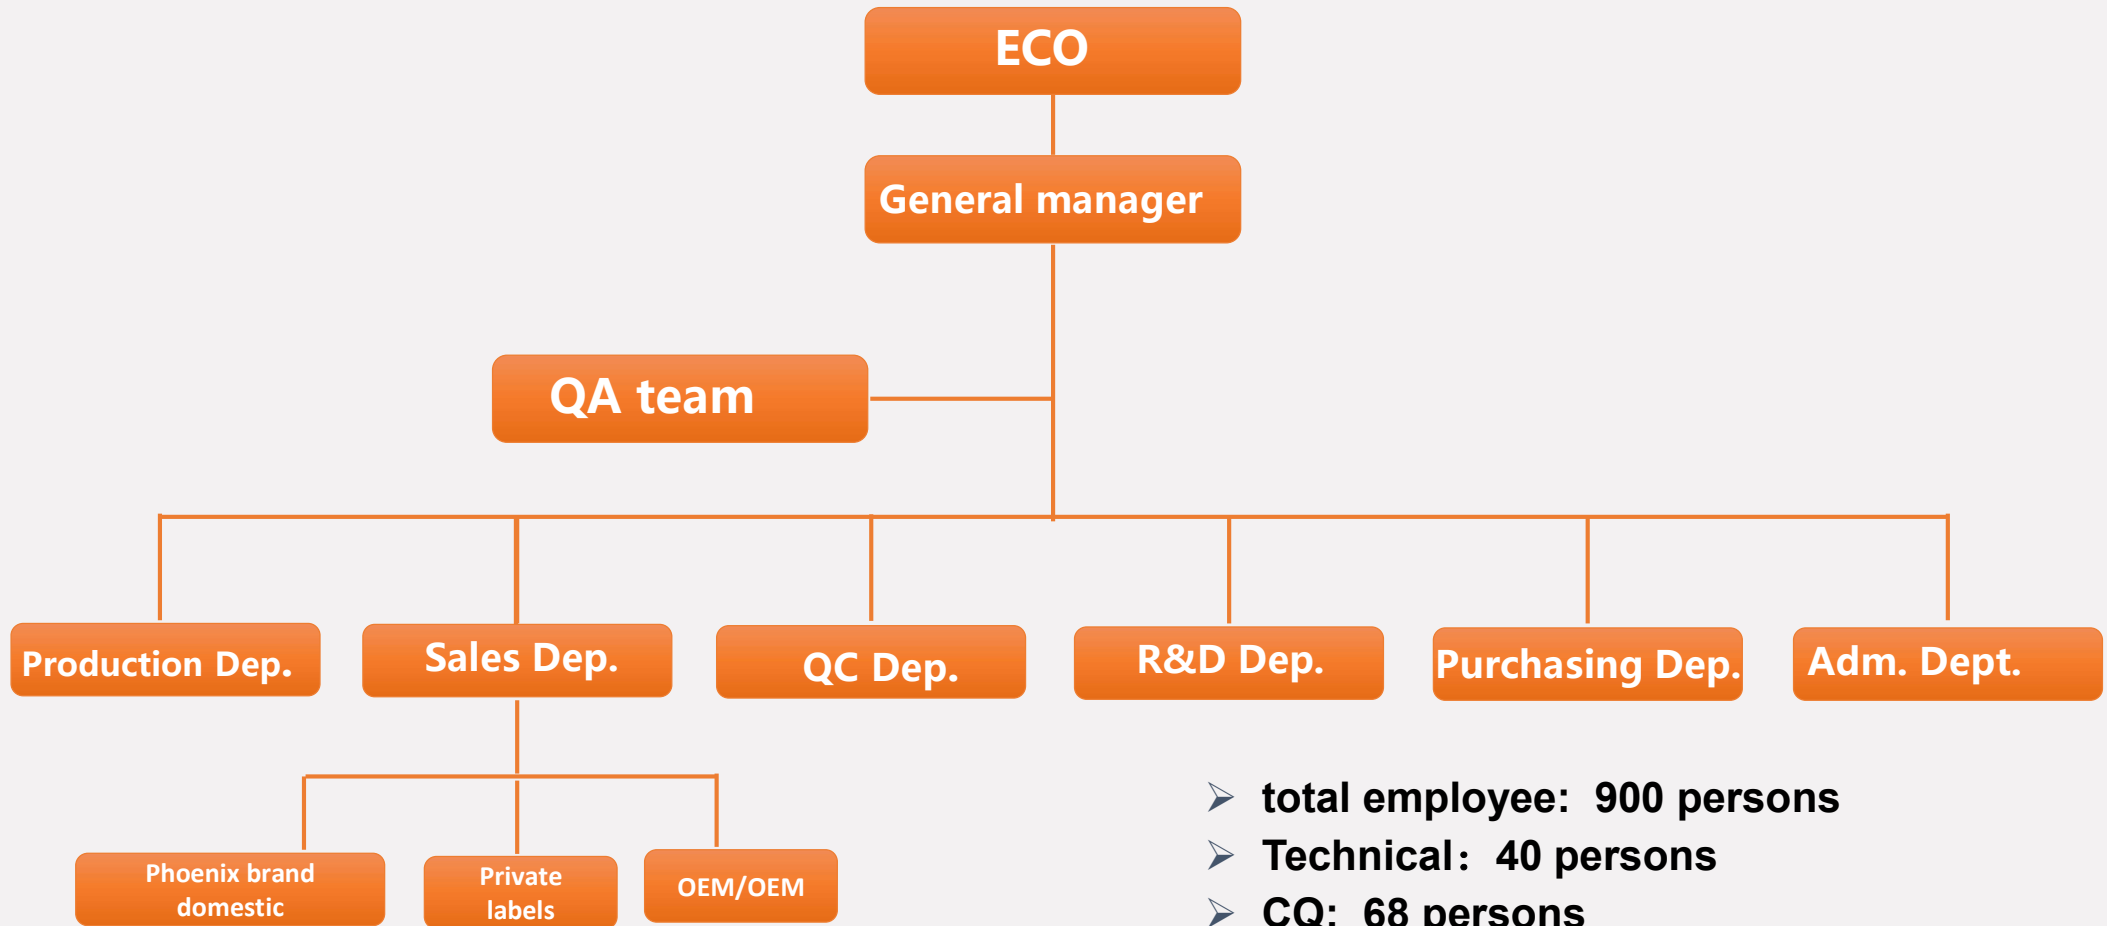 ECO
General manager
QA team
Production Dep.
Sales Dep.
QC Dep.
R&D Dep.
Purchasing Dep.
Adm. Dept.
Phoenix brand
domestic
Private
labels
OEM/OEM
➢ total employee: 900 persons
➢ Technical：40 persons
➢ CQ: 68 persons